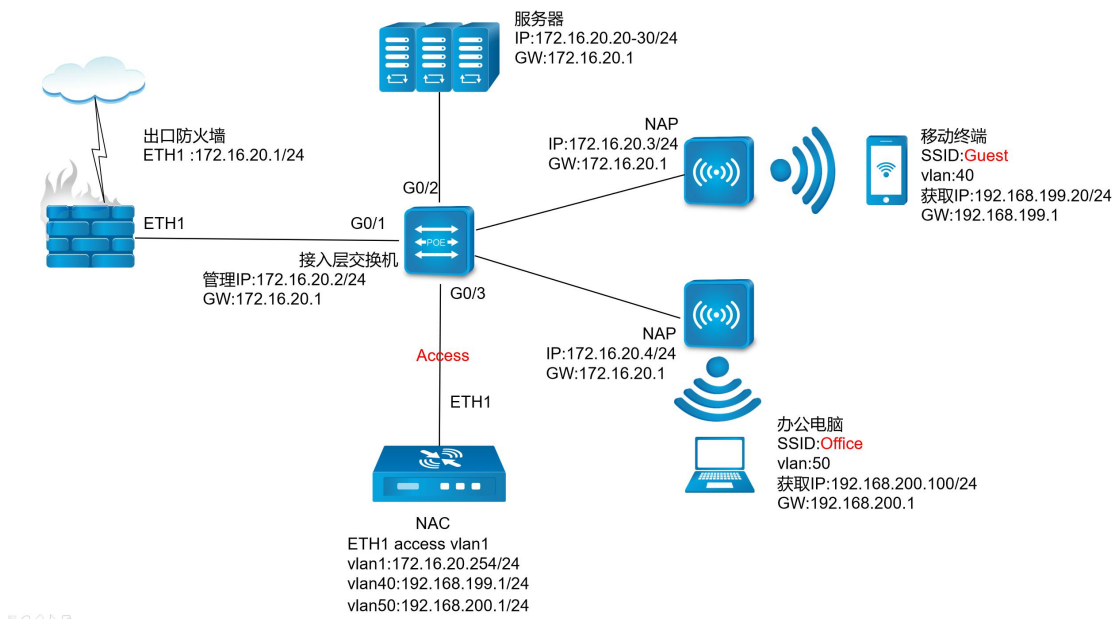 服务器
IP:172.16.20.20-30/24
GW:172.16.20.1
出口防火墙
ETH1 :172.16.20.1/24
NAP
IP:172.16.20.3/24
GW:172.16.20.1
移动终端
SSID:Guest
vlan:40
获取IP:192.168.199.20/24
GW:192.168.199.1
G0/2
ETH1
G0/1
POE
接入层交换机
管理IP:172.16.20.2/24
GW:172.16.20.1
G0/3
NAP
IP:172.16.20.4/24
GW:172.16.20.1
Access
ETH1
办公电脑
SSID:Office
vlan:50
获取IP:192.168.200.100/24
GW:192.168.200.1
NAC
ETH1 access vlan1
vlan1:172.16.20.254/24
vlan40:192.168.199.1/24
vlan50:192.168.200.1/24